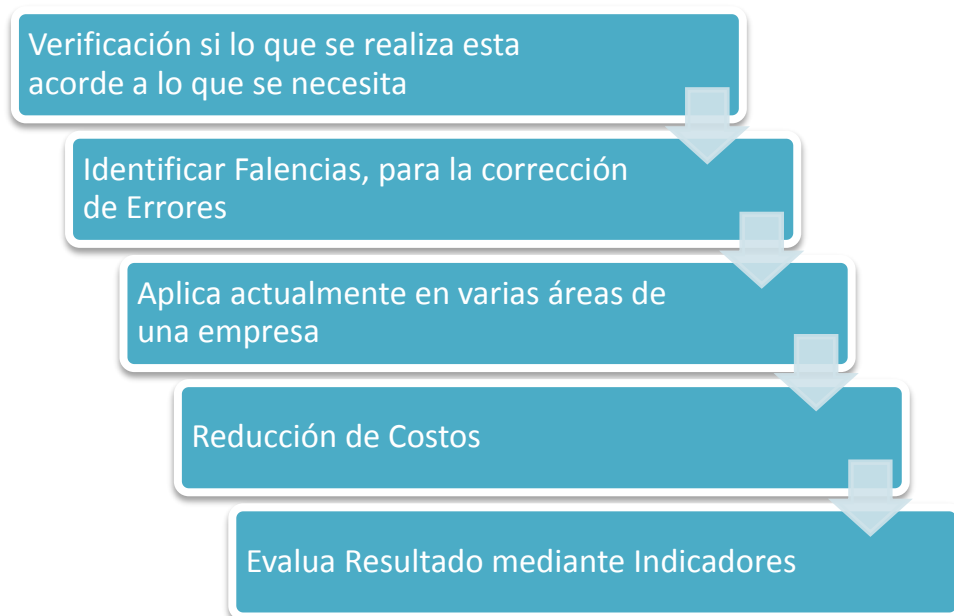 Verificación si lo que se realiza esta
acorde a lo que se necesita
Identificar Falencias, para la corrección
de Errores
Aplica actualmente en varias áreas de
una empresa
Reducción de Costos
Evalua Resultado mediante Indicadores